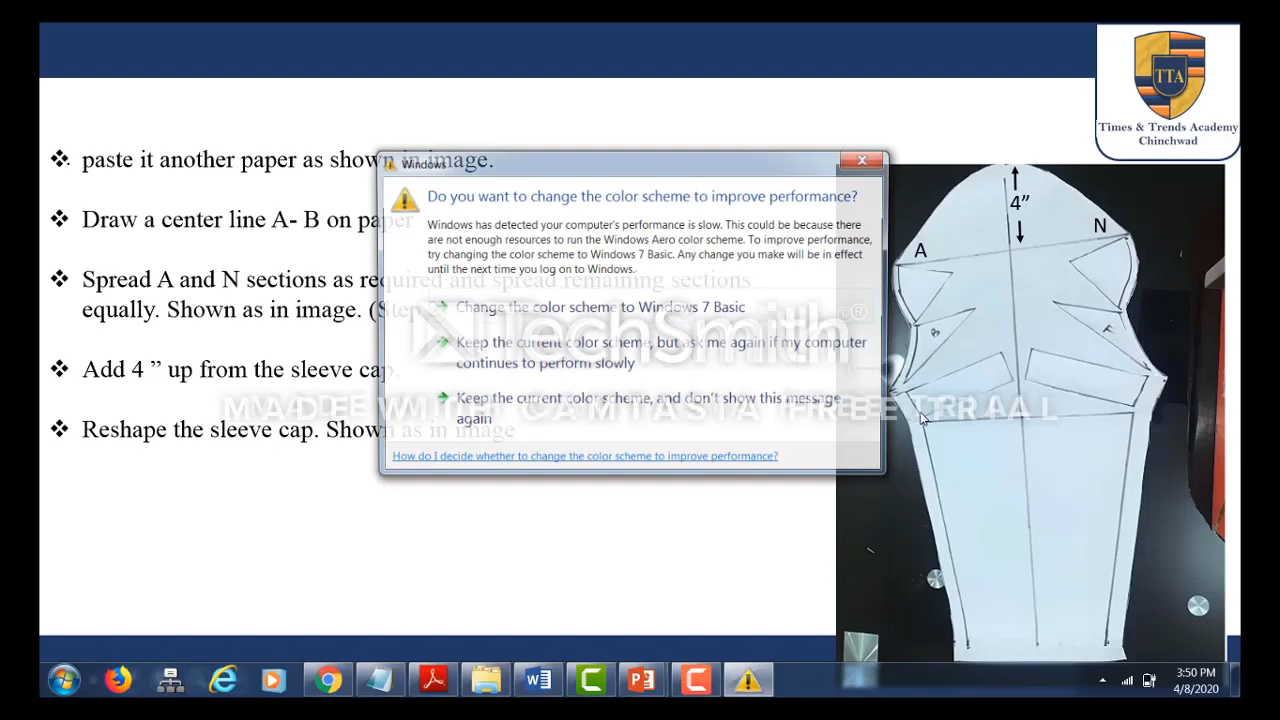 TTA
Times & Trends Academy
Chinchwad
❖ paste it another paper as shown in image.
❖ Draw a center line A- B on paper
❖ Spread A and N sections as required and spread remaining sections
equally. Shown as in image. (Step
❖ Add 4 ” up from the sleeve cap.
❖ Reshape the sleeve cap. Shown as in image
Windows
Do you want to change the color scheme to improve performance?
Windows has detected your computer's performance is slow. This could be because there
are not enough resources to run the Windows Aero color scheme. To improve performance,
try changing the color scheme to Windows 7 Basic. Any change you make will be in effect
until the next time you log on to Windows.
Change the color scheme to Windows 7 Basic
Keep the current color scheme, but ask me again if my computer
continues to perform slowly
Keep the current color scheme, and don't show this message
again
How do I decide whether to change the color scheme to improve performance?
4”
A
N
B
F
TechSmith®
MADE WITH CAMTASIA FREE TRIAL
3:50 PM
4/8/2020